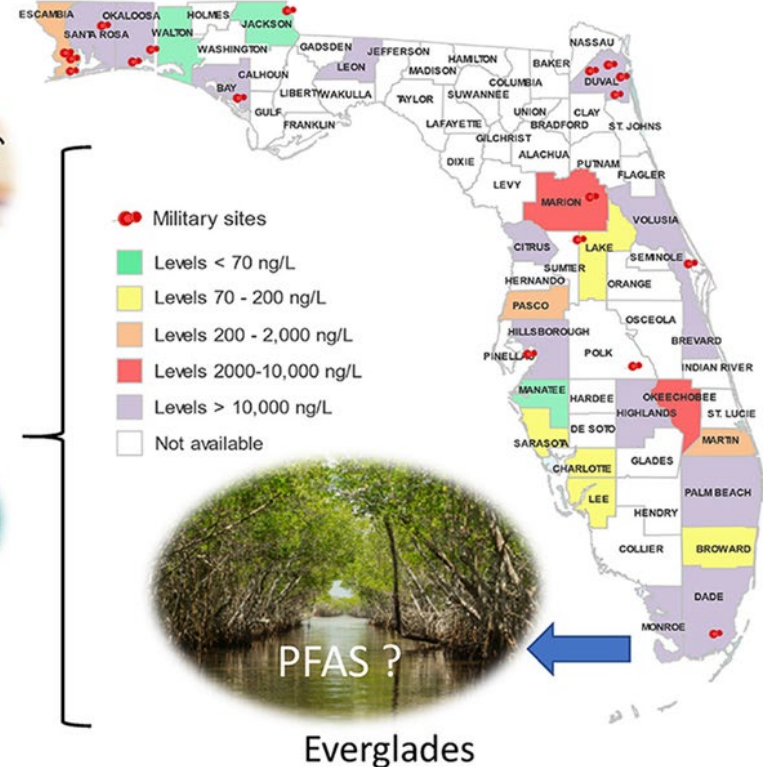 ESCAMBIA
OKALOOSA
HOLMES
SANTA ROSA
WALTON
JACKSON
WASHINGTON
GADSDEN
JEFFERSON
LEON
MADISON
HAMILTON
NASSAU
BAKER
DUVAL
CALHOUN
BAY
LIBERTY
WAKULLA
TAYLOR
SUWANNEE
COLUMBIA
UNION
CLAY
GULF
FRANKLIN
LAFAYETTE
BRADFORD
ST. JOHNS
GILCHRIST
DIXIE
ALACHUA
PUTNAM
FLAGLER
LEVY
MARION
VOLUSIA
CITRUS
LAKE
SEMINOLE
SUMTER
HERNANDO
ORANGE
PASCO
OSCEOLA
HILLSBOROUGH
BREVARD
PINELLAS
POLK
INDIAN RIVER
MANATEE
HARDEE
OKEECHOBEE
HIGHLANDS
ST. LUCIE
DE SOTO
SARASOTA
MARTIN
CHARLOTTE
GLADES
LEE
PALM BEACH
HENDRY
COLLIER
BROWARD
DADE
MONROE
Military sites
Levels < 70 ng/L
Levels 70 - 200 ng/L
Levels 200 - 2,000 ng/L
Levels 2000-10,000 ng/L
Levels > 10,000 ng/L
Not available
PFAS ?
Everglades